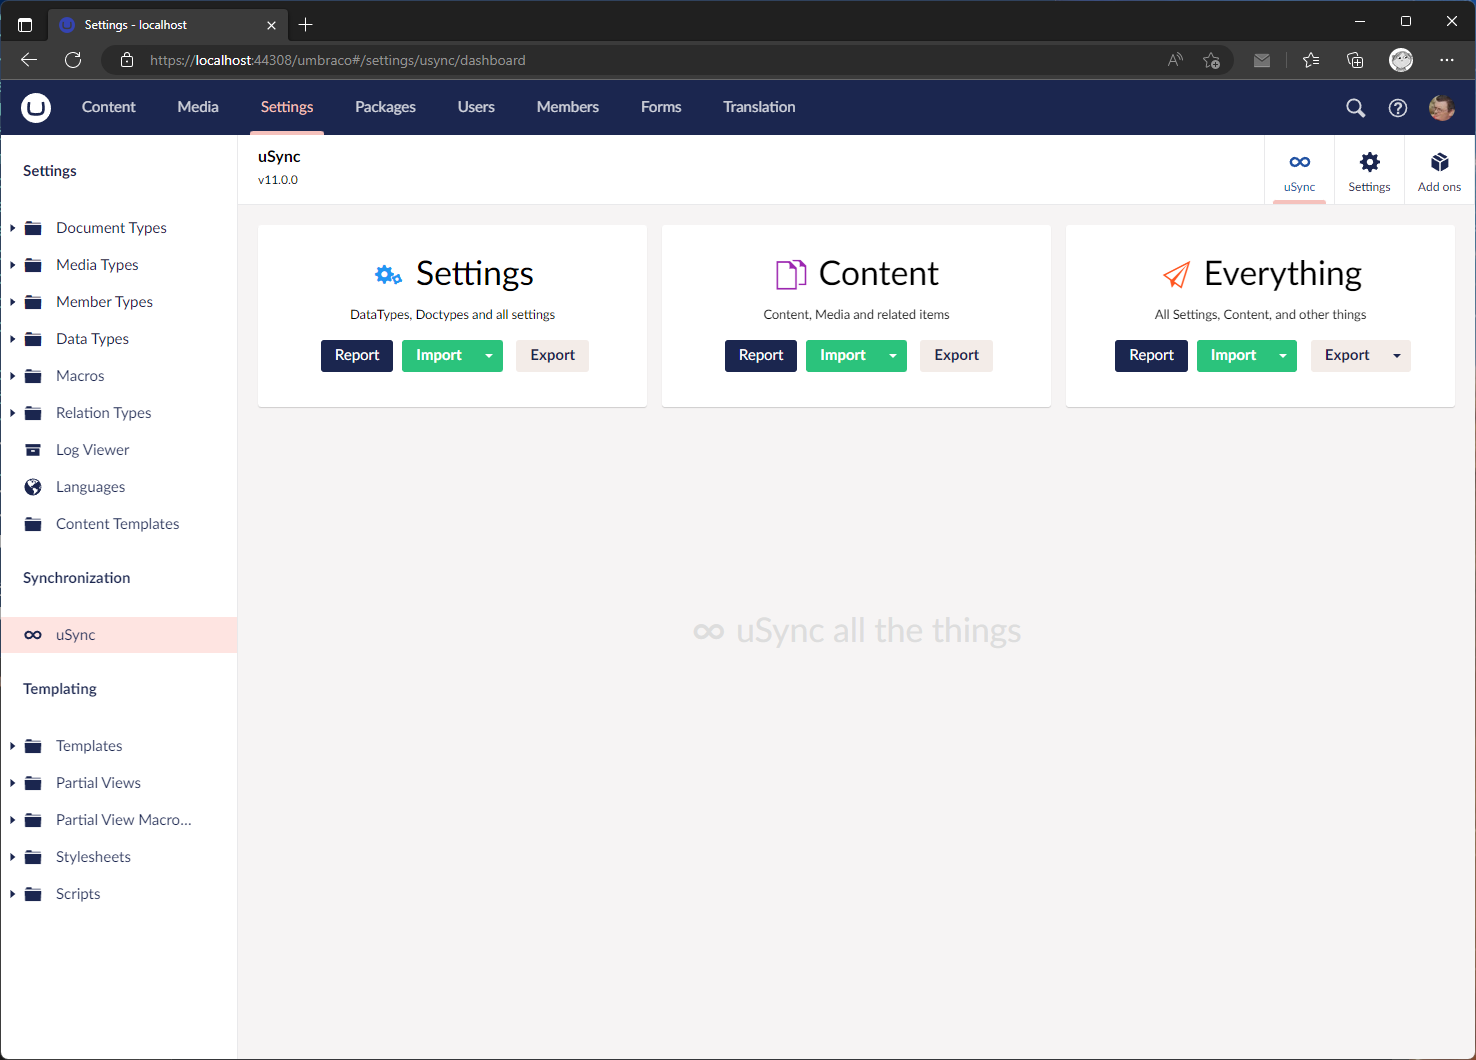 Settings - localhost
https://localhost:44308/umbraco#/settings/usync/dashboard
Content Media Settings Packages Users Members Forms Translation
Settings
Document Types
Media Types
Member Types
Data Types
Macros
Relation Types
Log Viewer
Languages
Content Templates
Synchronization
uSync
Templating
Templates
Partial Views
Partial View Macro...
Stylesheets
Scripts
uSync
v11.0.0
uSync Settings Add ons
Settings
DataTypes, Doctypes and all settings
Report Import Export
Content
Content, Media and related items
Report Import Export
Everything
All Settings, Content, and other things
Report Import Export
uSync all the things